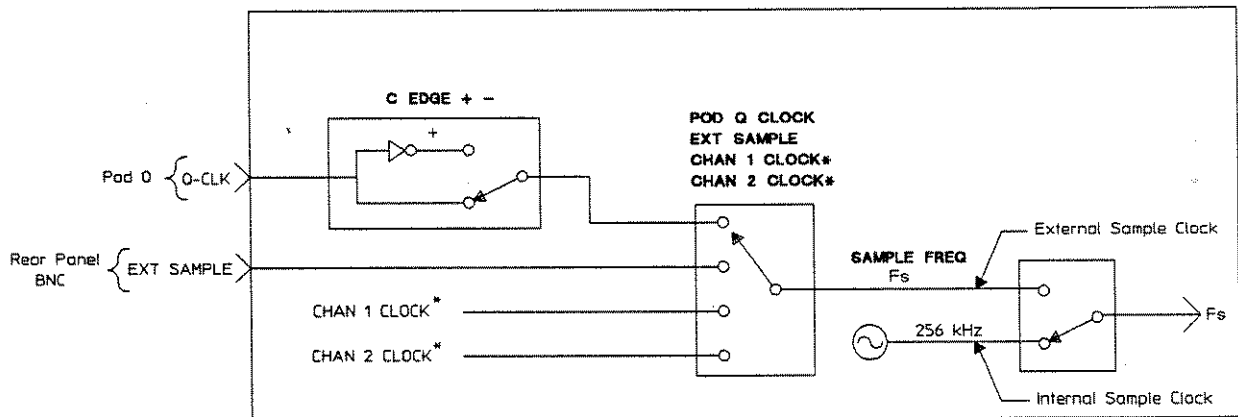 C EDGE + -
+
POD Q CLOCK
EXT SAMPLE
CHAN 1 CLOCK*
CHAN 2 CLOCK*
Pod Q
Q-CLK
External Sample Clock
Rear Panel
BNC
EXT SAMPLE
SAMPLE FREQ
Fs
CHAN 1 CLOCK*
Fs
256 kHz
CHAN 2 CLOCK*
Internal Sample Clock